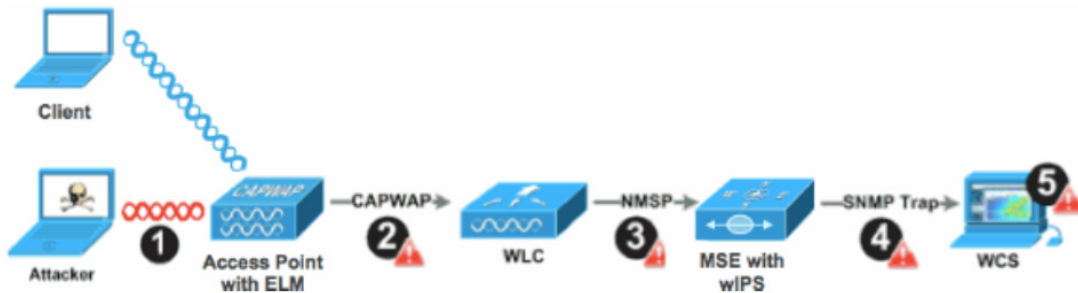 Client
Attacker
1
CAPWAP
Access Point
with ELM
CAPWAP
2
WLC
NMSP
3
MSE with
wIPS
SNMP Trap
4
5
WCS